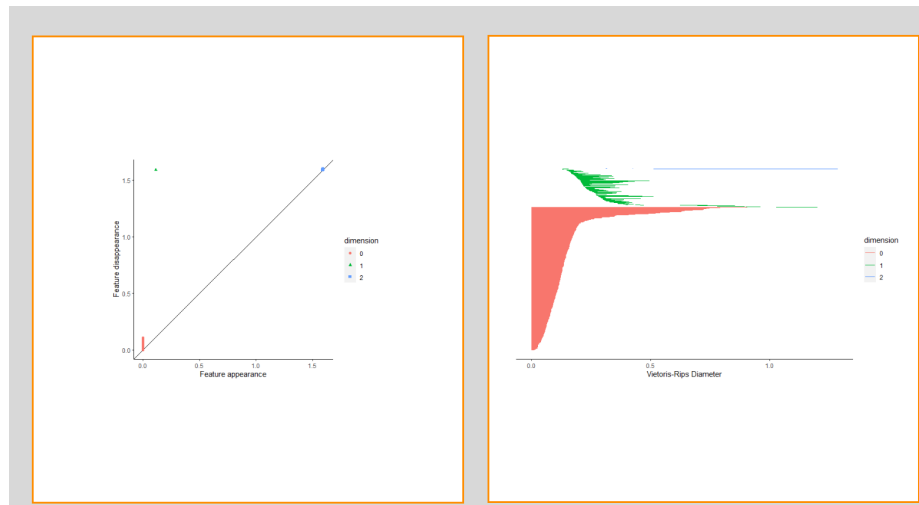 1.5
1.0
0.5
0.0
Feature disappearance
0.0 0.5 1.0 1.5
Feature appearance
dimension
0
1
2
0.0 0.5 1.0
Vietoris-Rips Diameter
dimension
0
1
2